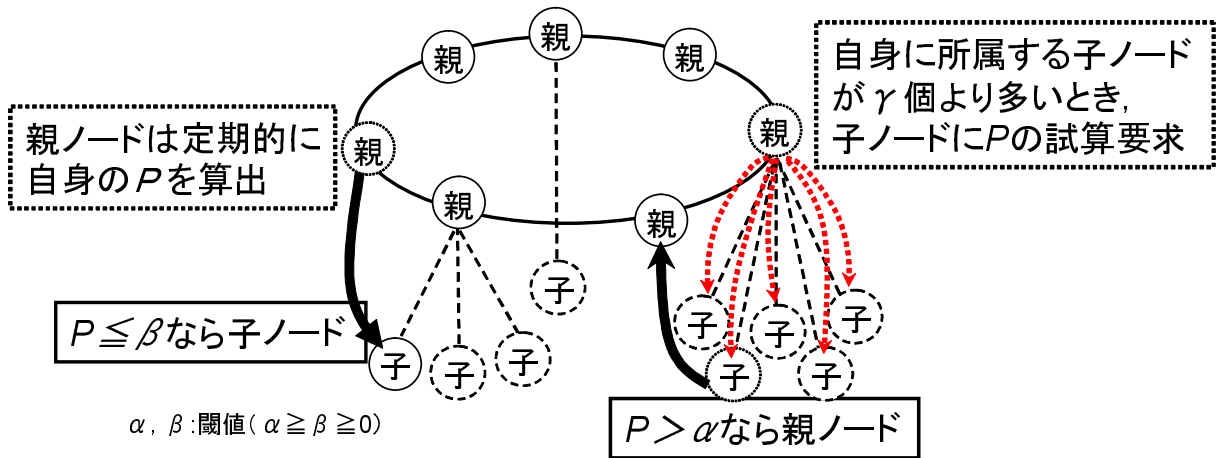 親
親
親
自身に所属する子ノード
がγ個より多いとき，
子ノードにPの試算要求
親ノードは定期的に
自身のPを算出
親
親
親
親
子
子
子
子
P≦βなら子ノード
子
子
子
子
子
α，β:閾値(α≧β≧0)
P＞αなら親ノード